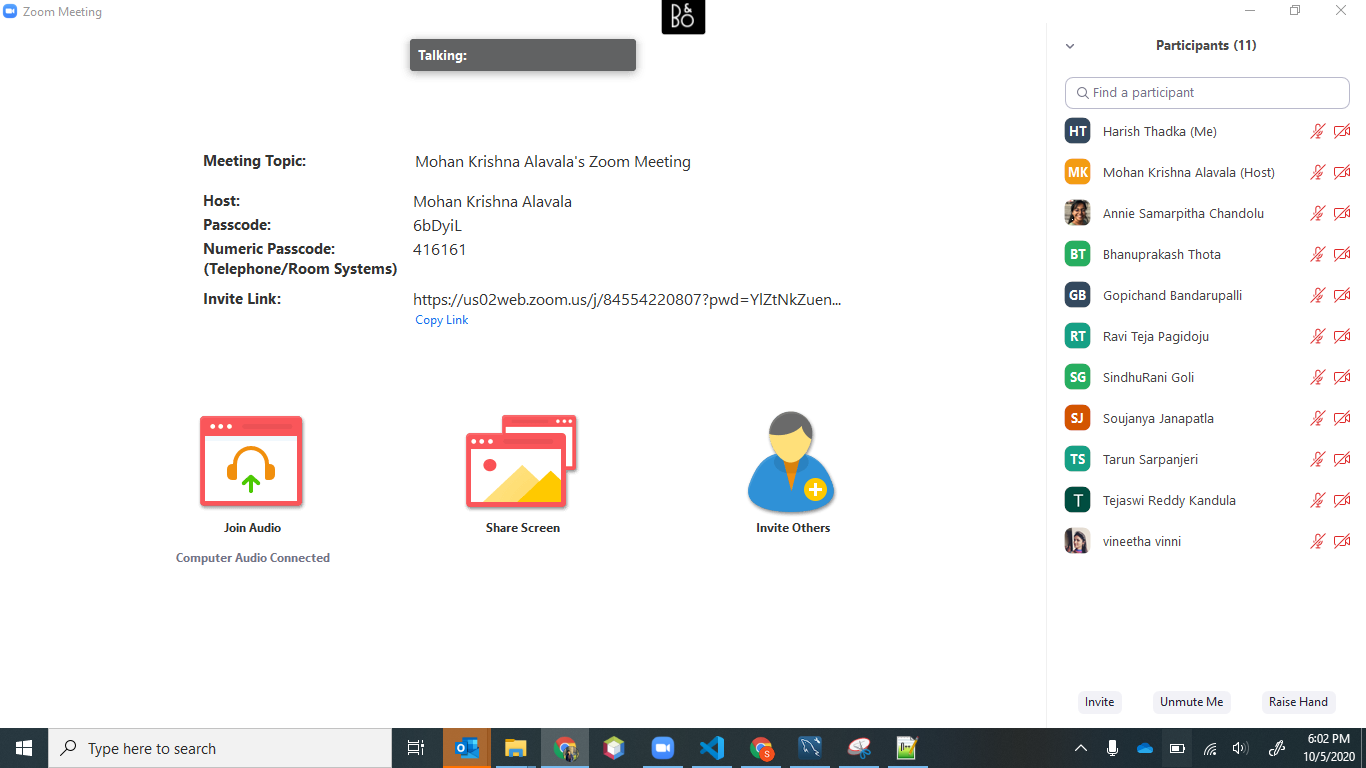 Zoom Meeting
B&O
Talking:
Meeting Topic: Mohan Krishna Alavala's Zoom Meeting
Host: Mohan Krishna Alavala
Passcode: 6bDyiL
Numeric Passcode: 416161
(Telephone/Room Systems)
Invite Link: https://us02web.zoom.us/j/84554220807?pwd=YlZtNkZuen...
Copy Link
Join Audio
Computer Audio Connected
Share Screen
Invite Others
Participants (11)
Find a participant
HT Harish Thadka (Me)
MK Mohan Krishna Alavala (Host)
Annie Samarpitha Chandolu
BT Bhanuprakash Thota
GB Gopichand Bandarupalli
RT Ravi Teja Pagidoju
SG SindhuRani Goli
SJ Soujanya Janapatla
TS Tarun Sarpanjeri
T Tejaswi Reddy Kandula
vineetha vinni
Invite Unmute Me Raise Hand
Type here to search
S
6:02 PM
10/5/2020